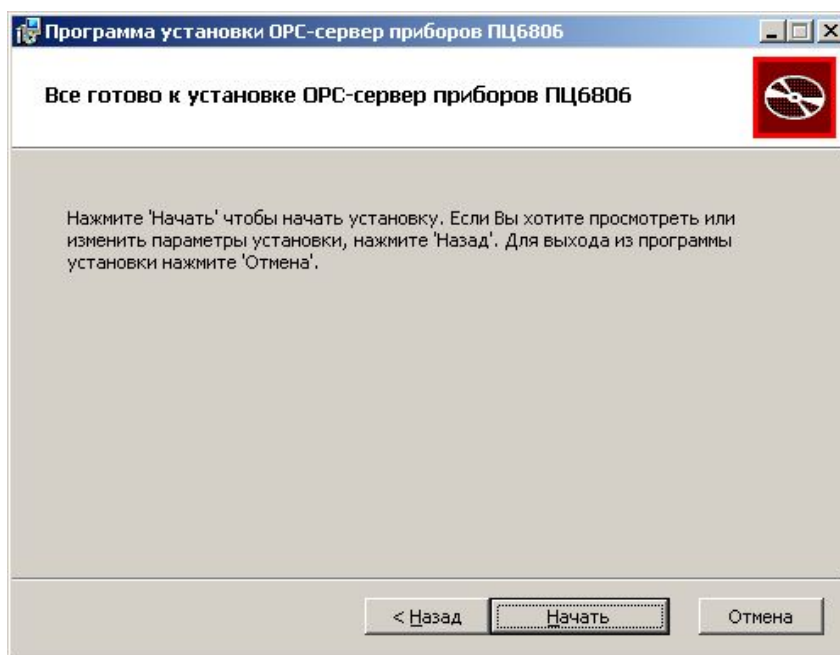 Программа установки OPC-сервер приборов ПЦ6806
Все готово к установке OPC-сервер приборов ПЦ6806
Нажмите 'Начать' чтобы начать установку. Если Вы хотите просмотреть или
изменить параметры установки, нажмите 'Назад'. Для выхода из программы
установки нажмите 'Отмена'.
< Назад
Начать
Отмена